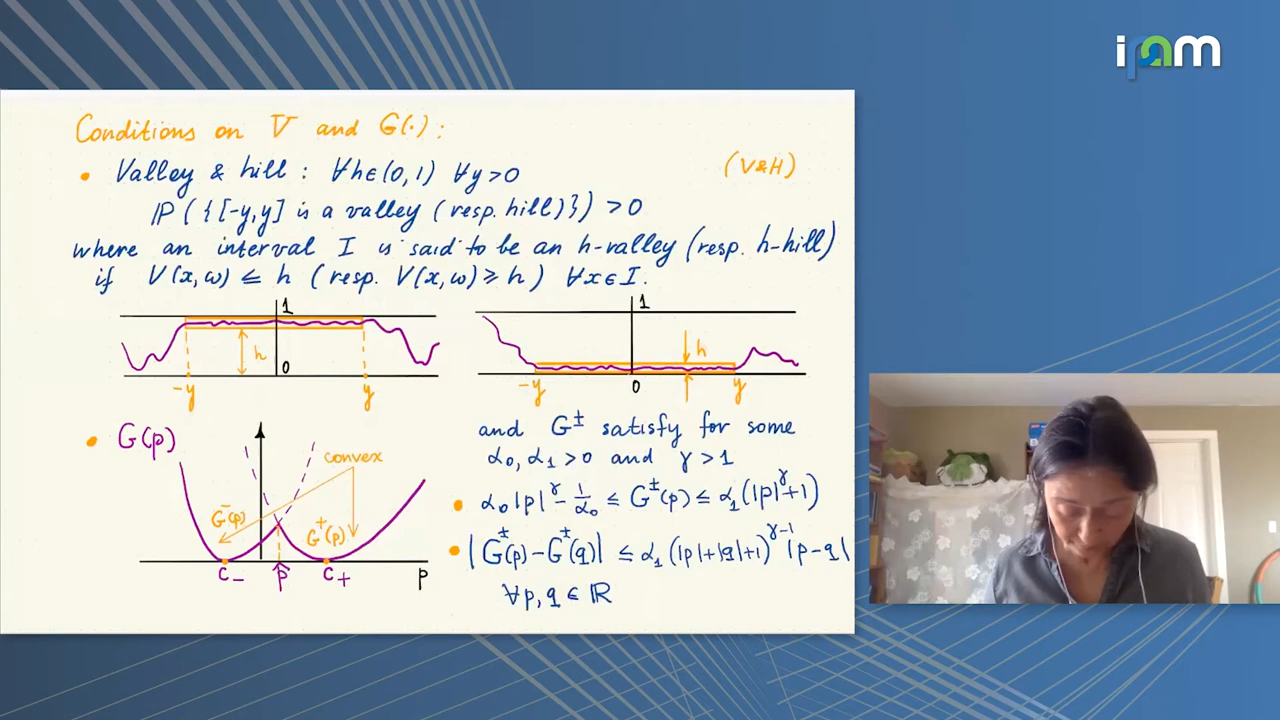 ipam
Conditions on V and G(·) :
• Valley & hill : ∀h∈(0,1) ∀y>0 (V&H)
ℙ({[-y,y] is a valley (resp. hill)}) > 0
where an interval I is said to be an h-valley (resp. h-hill)
if V(x,ω) ≤ h (resp. V(x,ω) ≥ h) ∀x∈I.
1 1
h h
0
-y y -y 0 y
• G(p)
convex
G⁻(p) G⁺(p)
c₋ p̂ c₊ p
and G± satisfy for some
α₀, α₁ > 0 and γ > 1
• α₀|p|^γ - 1/α₀ ≤ G±(p) ≤ α₁(|p|^γ+1)
• |G±(p) - G±(q)| ≤ α₁(|p|+|q|+1)^(γ-1) |p-q|
∀p,q ∈ ℝ